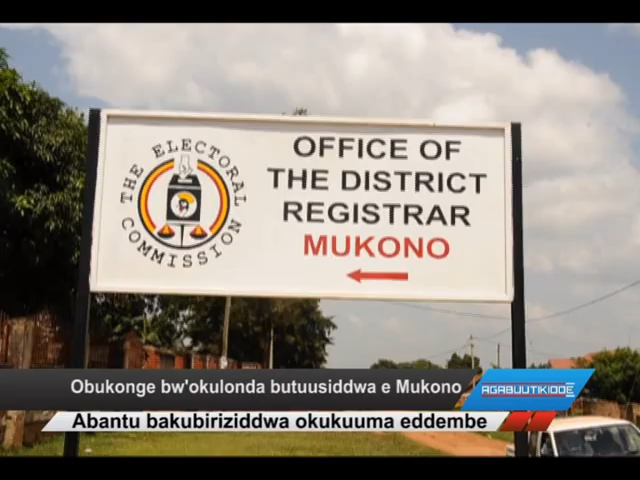 THE ELECTORAL COMMISSION
OFFICE OF
THE DISTRICT
REGISTRAR
MUKONO
Obukonge bw'okulonda butuusiddwa e Mukono
AGABUUTIKIDDE
Abantu bakubiriziddwa okukuuma eddembe